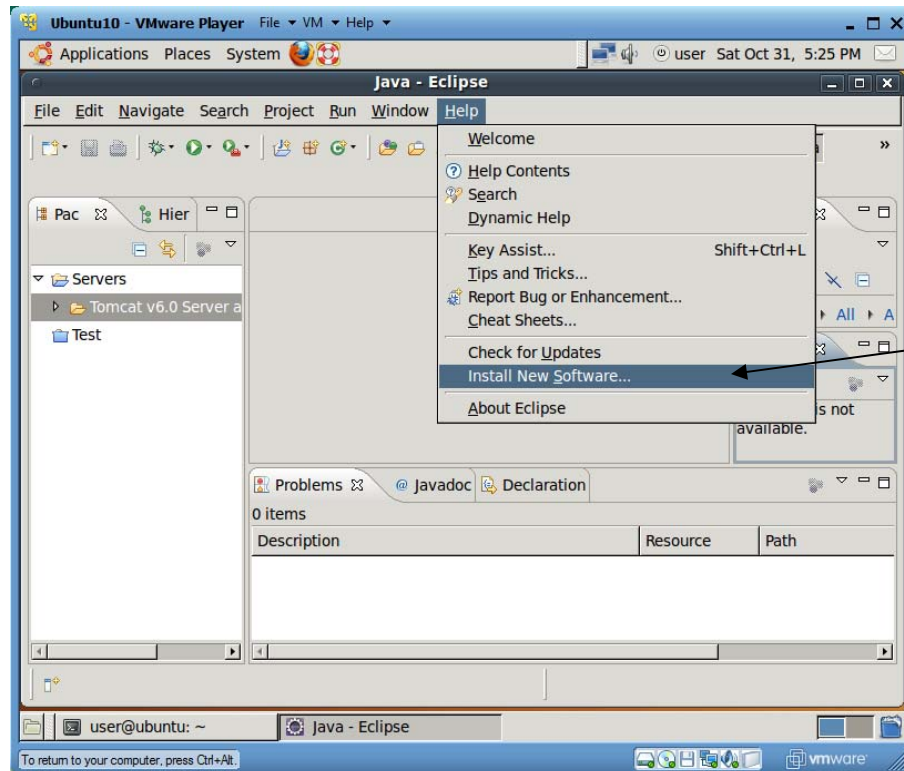 Ubuntu10 - VMware Player File VM Help
Applications Places System user Sat Oct 31, 5:25 PM
Java - Eclipse
File Edit Navigate Search Project Run Window Help
Welcome
Help Contents
Search
Dynamic Help
Key Assist... Shift+Ctrl+L
Tips and Tricks...
Report Bug or Enhancement...
Cheat Sheets...
Check for Updates
Install New Software...
About Eclipse
Pac Hier
Servers
Tomcat v6.0 Server a
Test
All A
is not
available.
Problems @ Javadoc Declaration
0 items
Description Resource Path
user@ubuntu: ~ Java - Eclipse
To return to your computer, press Ctrl+Alt.
vmware